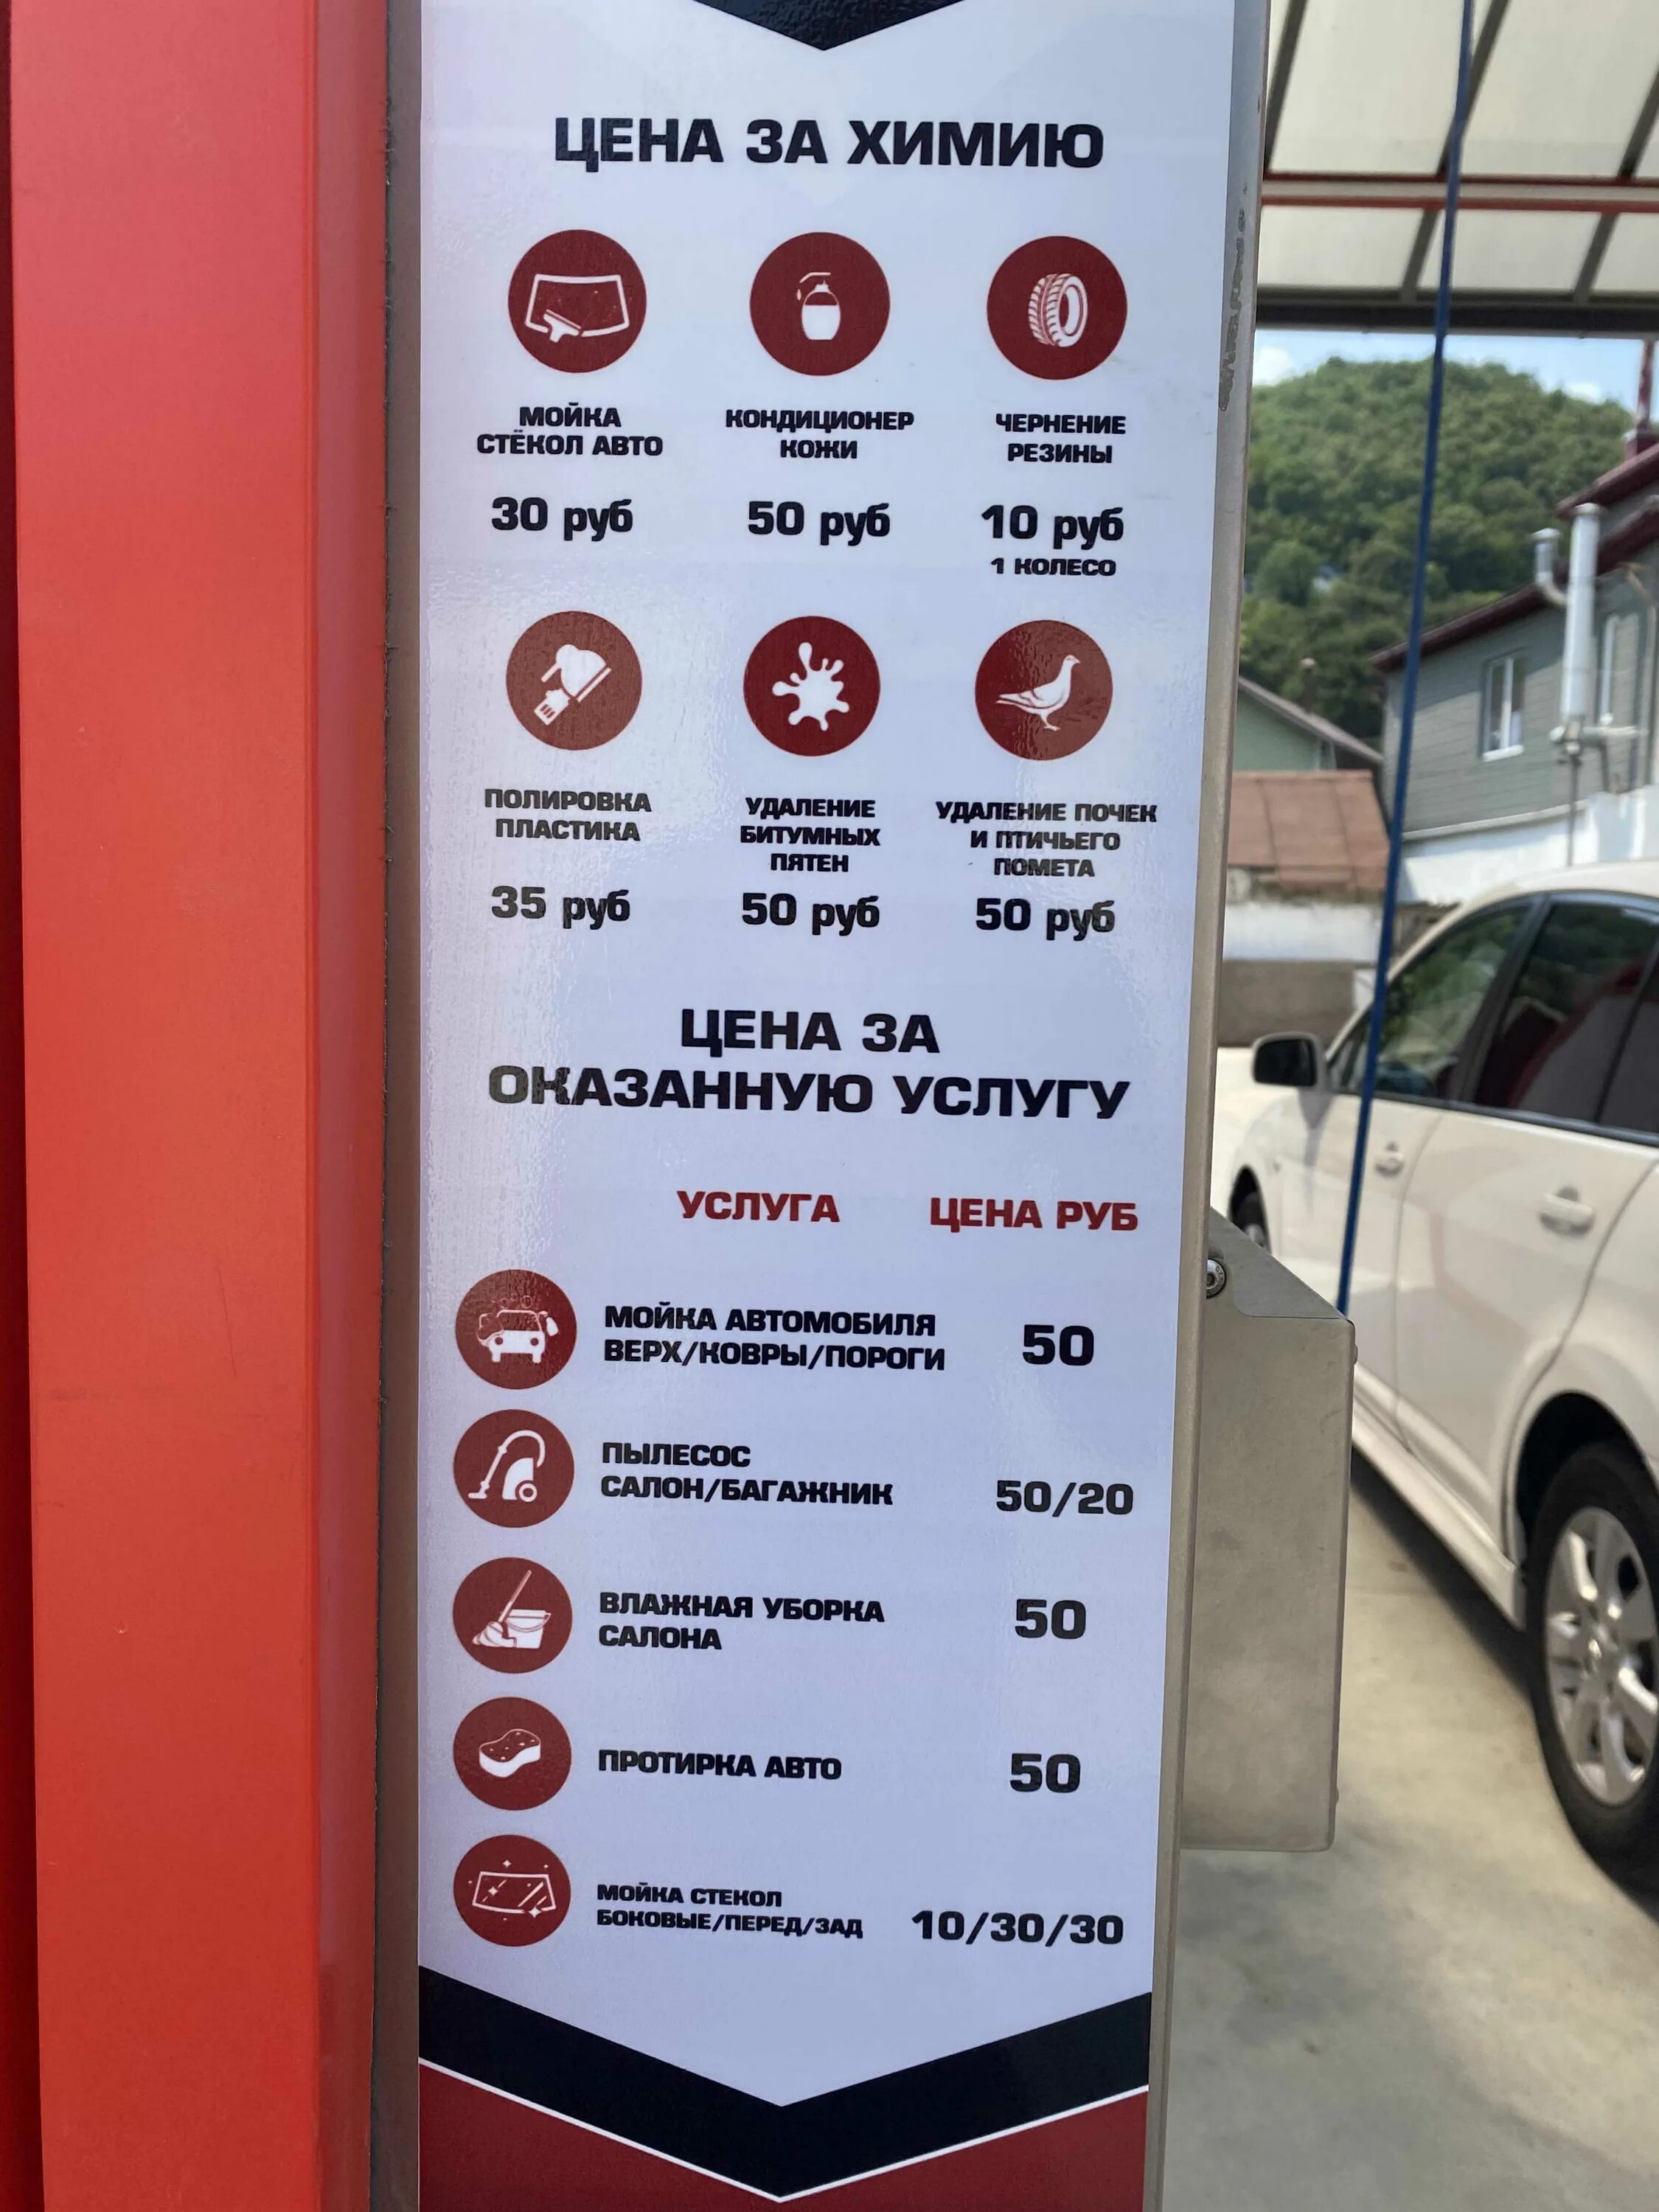 ЦЕНА ЗА ХИМИЮ
МОЙКА
СТЁКОЛ АВТО
30 руб
КОНДИЦИОНЕР
КОЖИ
50 руб
ЧЕРНЕНИЕ
РЕЗИНЫ
10 руб
1 КОЛЕСО
ПОЛИРОВКА
ПЛАСТИКА
35 руб
УДАЛЕНИЕ
БИТУМНЫХ
ПЯТЕН
50 руб
УДАЛЕНИЕ ПОЧЕК
И ПТИЧЬЕГО
ПОМЕТА
50 руб
ЦЕНА ЗА
ОКАЗАННУЮ УСЛУГУ
УСЛУГА ЦЕНА РУБ
МОЙКА АВТОМОБИЛЯ
ВЕРХ/КОВРЫ/ПОРОГИ
50
ПЫЛЕСОС
САЛОН/БАГАЖНИК
50/20
ВЛАЖНАЯ УБОРКА
САЛОНА
50
ПРОТИРКА АВТО
50
МОЙКА СТЕКОЛ
БОКОВЫЕ/ПЕРЕД/ЗАД
10/30/30